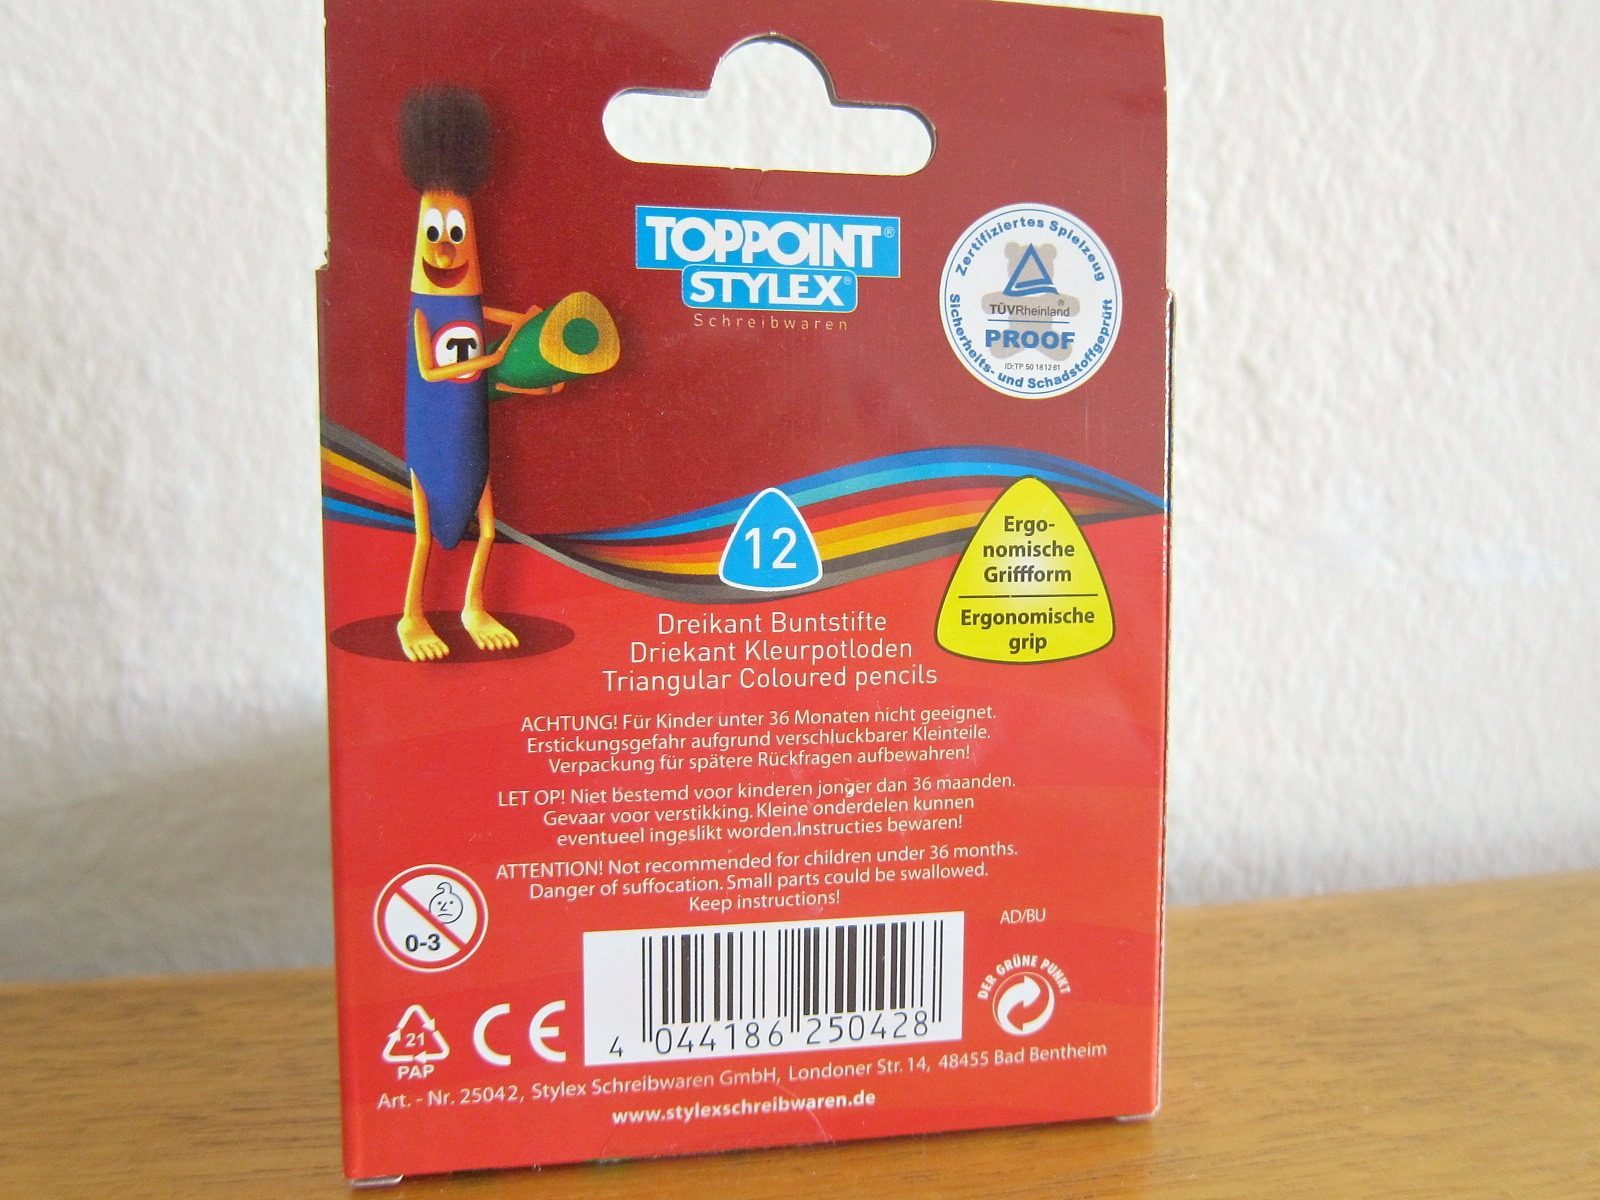 TOPPOINT®
STYLEX®
Schreibwaren
Zertifiziertes Spielzeug
TÜVRheinland®
PROOF
ID:TP 50181261
Sicherheits- und Schadstoffgeprüft
T
12
Ergo-
nomische
Griffform
Ergonomische
grip
Dreikant Buntstifte
Driekant Kleurpotloden
Triangular Coloured pencils
ACHTUNG! Für Kinder unter 36 Monaten nicht geeignet.
Erstickungsgefahr aufgrund verschluckbarer Kleinteile.
Verpackung für spätere Rückfragen aufbewahren!
LET OP! Niet bestemd voor kinderen jonger dan 36 maanden.
Gevaar voor verstikking. Kleine onderdelen kunnen
eventueel ingeslikt worden.Instructies bewaren!
ATTENTION! Not recommended for children under 36 months.
Danger of suffocation. Small parts could be swallowed.
Keep instructions!
0-3
AD/BU
DER GRÜNE PUNKT
21
PAP
CE
4 044186 250428
Art. - Nr. 25042, Stylex Schreibwaren GmbH, Londoner Str. 14, 48455 Bad Bentheim
www.stylexschreibwaren.de